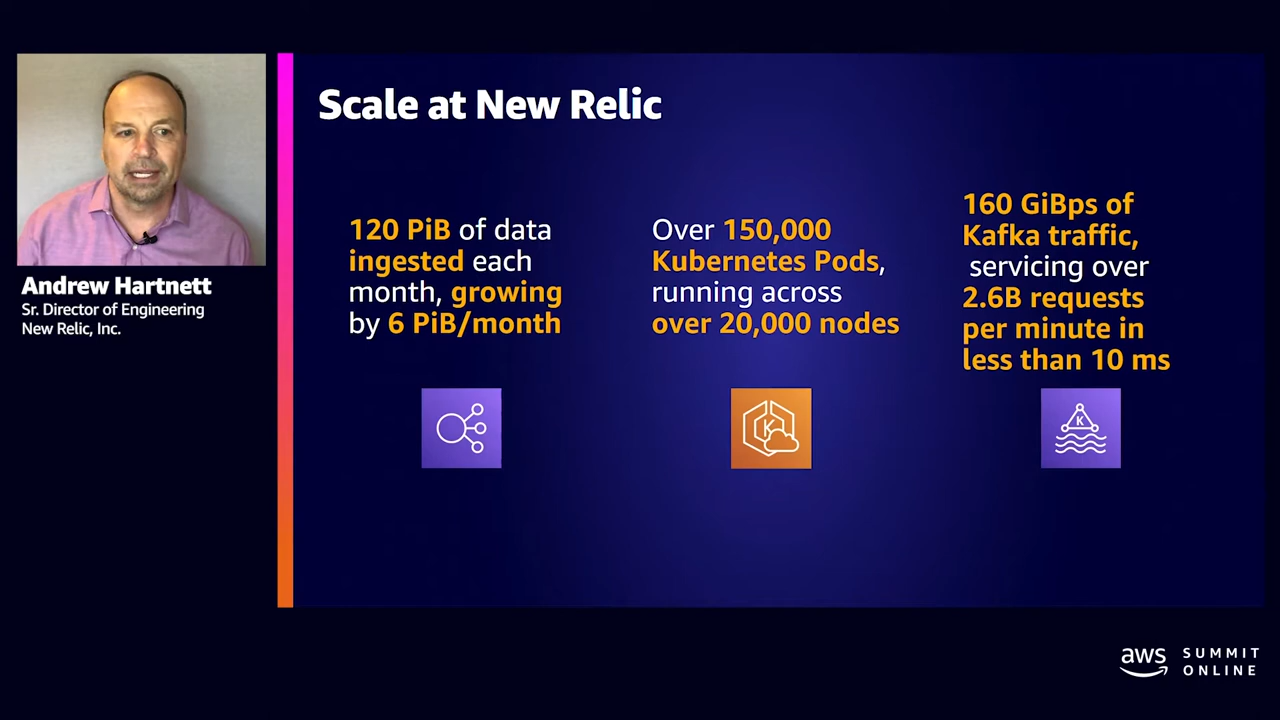 Scale at New Relic
Andrew Hartnett
Sr. Director of Engineering
New Relic, Inc.
120 PiB of data
ingested each
month, growing
by 6 PiB/month
Over 150,000
Kubernetes Pods,
running across
over 20,000 nodes
160 GiBps of
Kafka traffic,
servicing over
2.6B requests
per minute in
less than 10 ms
K
K
aws
SUMMIT
ONLINE